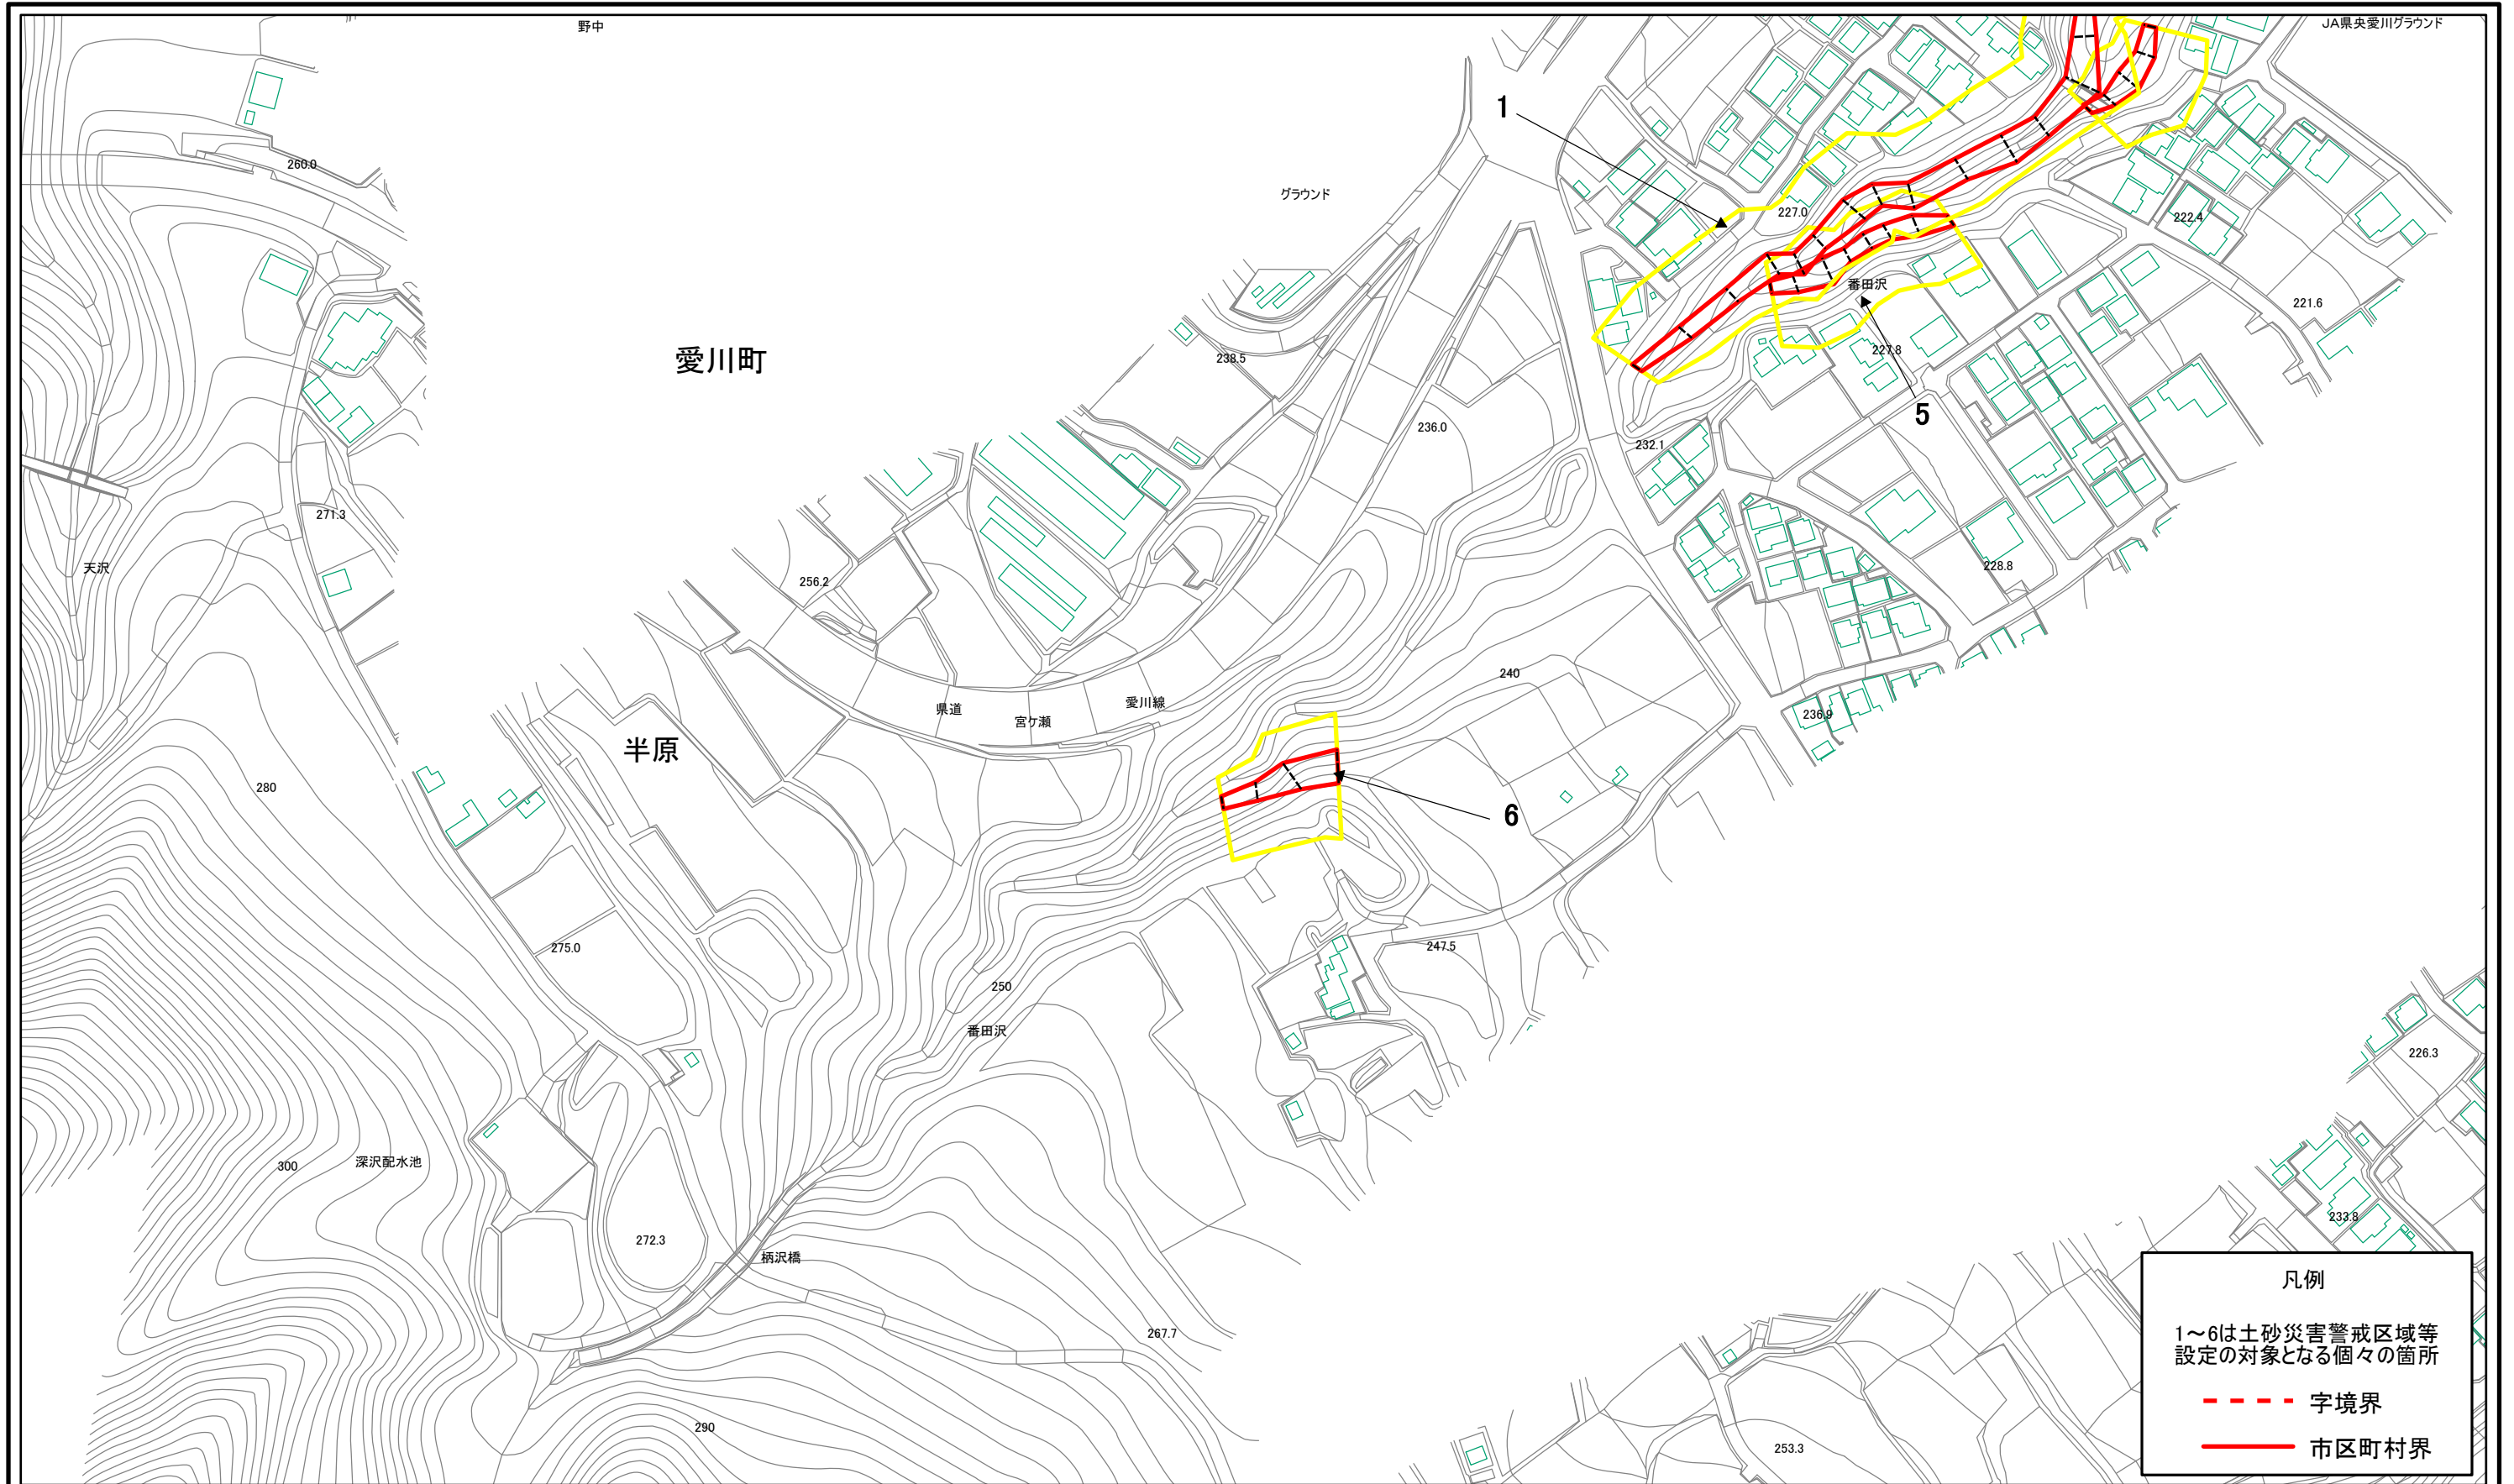 野中
JA県央愛川グラウンド
1
260.0
グラウンド
227.0
222.4
番田沢
221.6
愛川町
238.5
227.8
5
236.0
232.1
271.3
天沢
256.2
228.8
240
愛川線
県道
宮ケ瀬
236.9
半原
280
6
275.0
247.5
250
番田沢
226.3
300
深沢配水池
233.8
272.3
柄沢橋
267.7
290
253.3
凡例
1～6は土砂災害警戒区域等
設定の対象となる個々の箇所
字境界
市区町村界